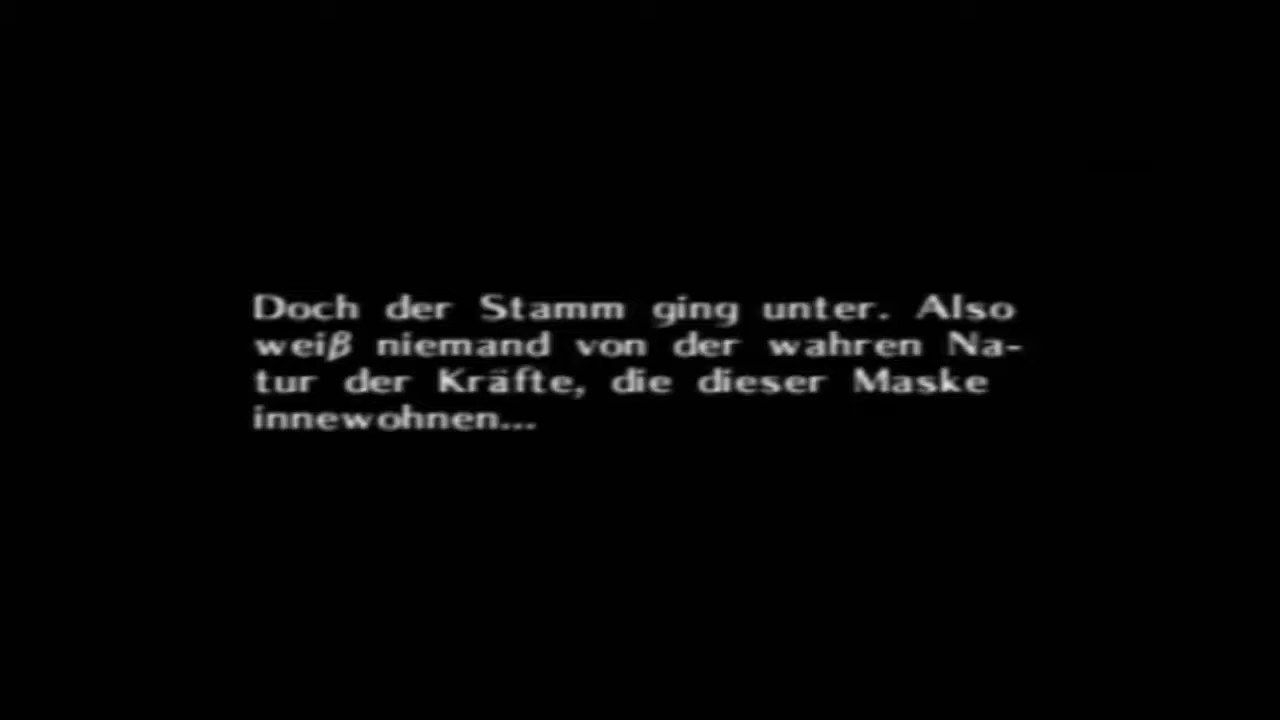 Doch der Stamm ging unter. Also
weiß niemand von der wahren Na-
tur der Kräfte, die dieser Maske
innewohnen...